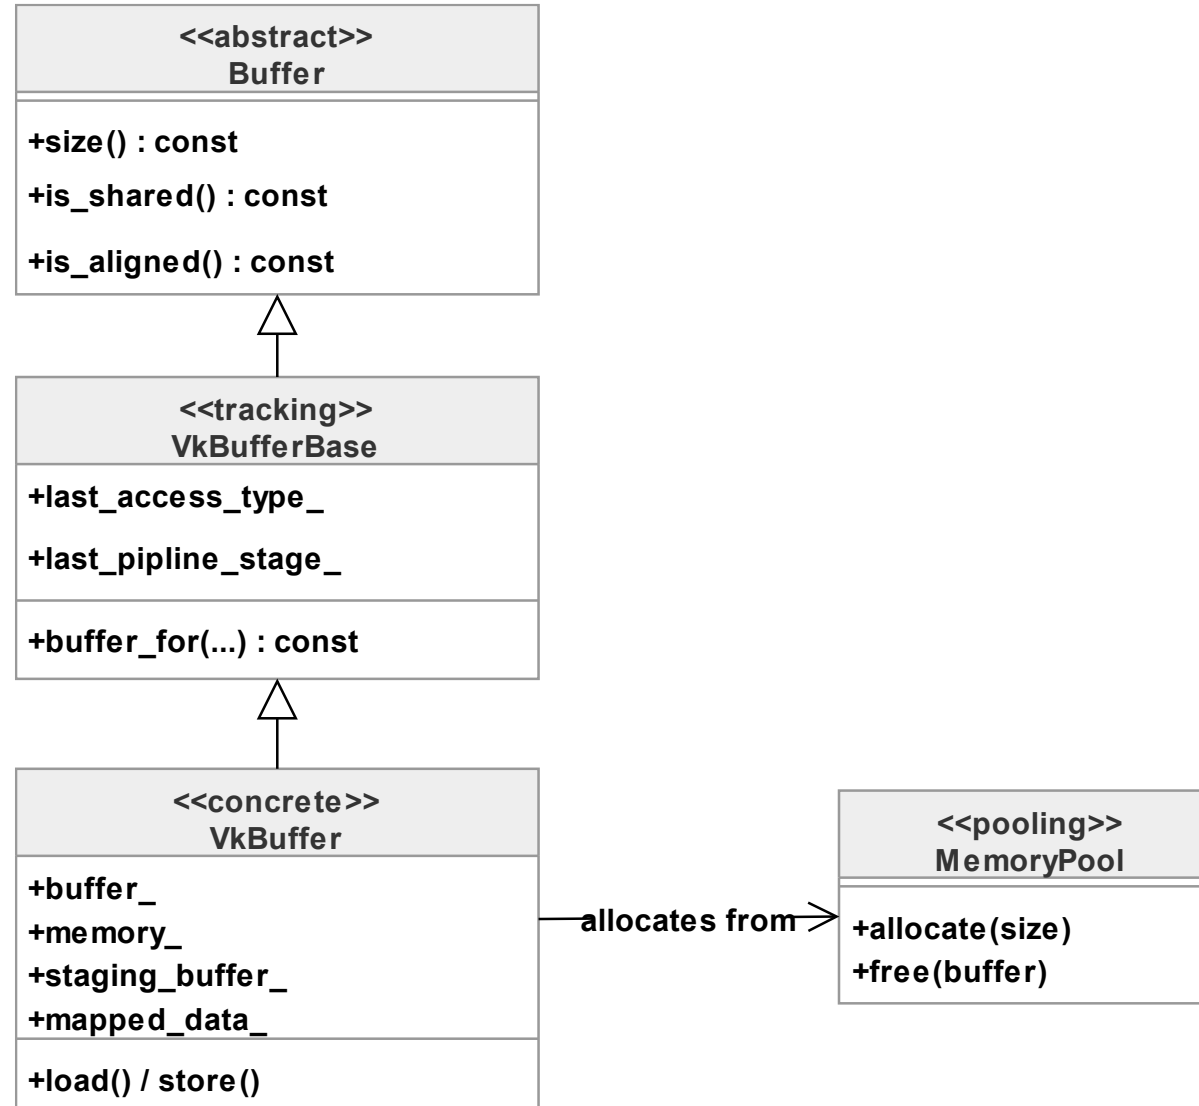 <<abstract>>
Buffer
+size() : const
+is_shared() : const
+is_aligned() : const
<<tracking>>
VkBufferBase
+last_access_type_
+last_pipline_stage_
+buffer_for(...) : const
<<concrete>>
VkBuffer
+buffer_
+memory_
+staging_buffer_
+mapped_data_
+load() / store()
allocates from
<<pooling>>
MemoryPool
+allocate(size)
+free(buffer)